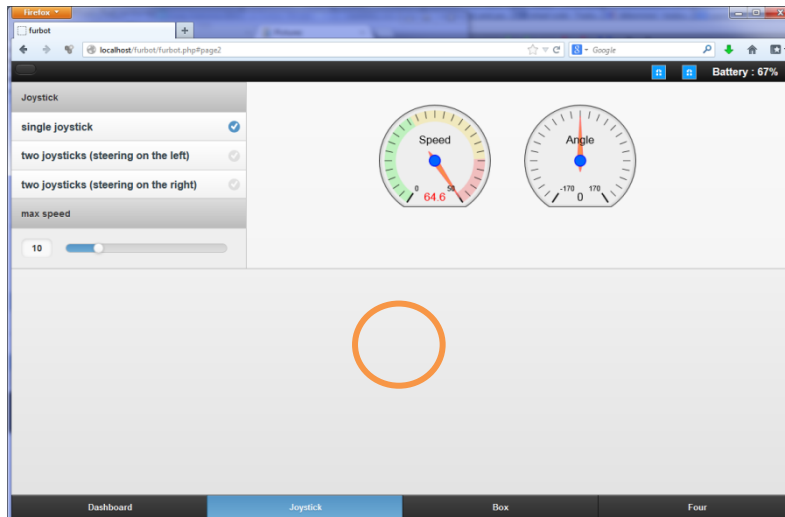 Firefox
furbot
localhost/furbot/furbot.php#page2
Google
Battery : 67%
Joystick
single joystick
two joysticks (steering on the left)
two joysticks (steering on the right)
max speed
10
Speed
0 50
64.6
Angle
-170 170
0
Dashboard
Joystick
Box
Four